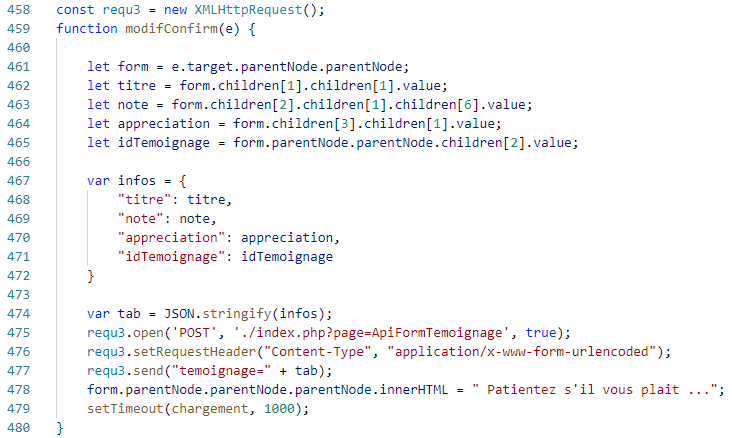 458 const requ3 = new XMLHttpRequest();
459 function modifConfirm(e) {
460
461 let form = e.target.parentNode.parentNode;
462 let titre = form.children[1].children[1].value;
463 let note = form.children[2].children[1].children[6].value;
464 let appreciation = form.children[3].children[1].value;
465 let idTemoignage = form.parentNode.parentNode.children[2].value;
466
467 var infos = {
468 "titre": titre,
469 "note": note,
470 "appreciation": appreciation,
471 "idTemoignage": idTemoignage
472 }
473
474 var tab = JSON.stringify(infos);
475 requ3.open('POST', './index.php?page=ApiFormTemoignage', true);
476 requ3.setRequestHeader("Content-Type", "application/x-www-form-urlencoded");
477 requ3.send("temoignage=" + tab);
478 form.parentNode.parentNode.parentNode.innerHTML = " Patientez s'il vous plait ...";
479 setTimeout(chargement, 1000);
480 }